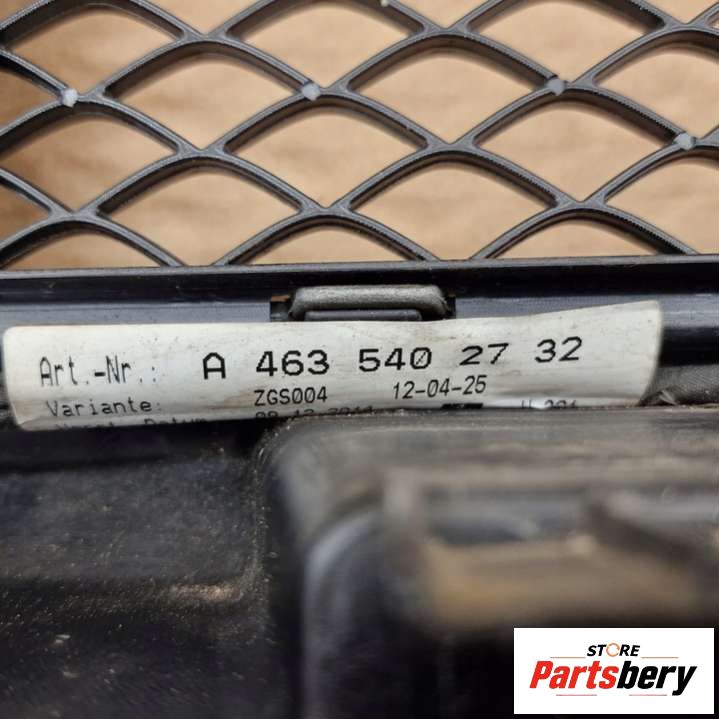 Art.-Nr.: A 463 540 27 32
Variante: ZGS004 12-04-25
STORE
Partsbery